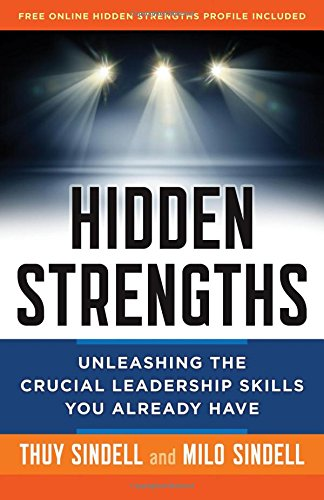 FREE ONLINE HIDDEN STRENGTHS PROFILE INCLUDED
HIDDEN
STRENGTHS
UNLEASHING THE
CRUCIAL LEADERSHIP SKILLS
YOU ALREADY HAVE
THUY SINDELL and MILO SINDELL